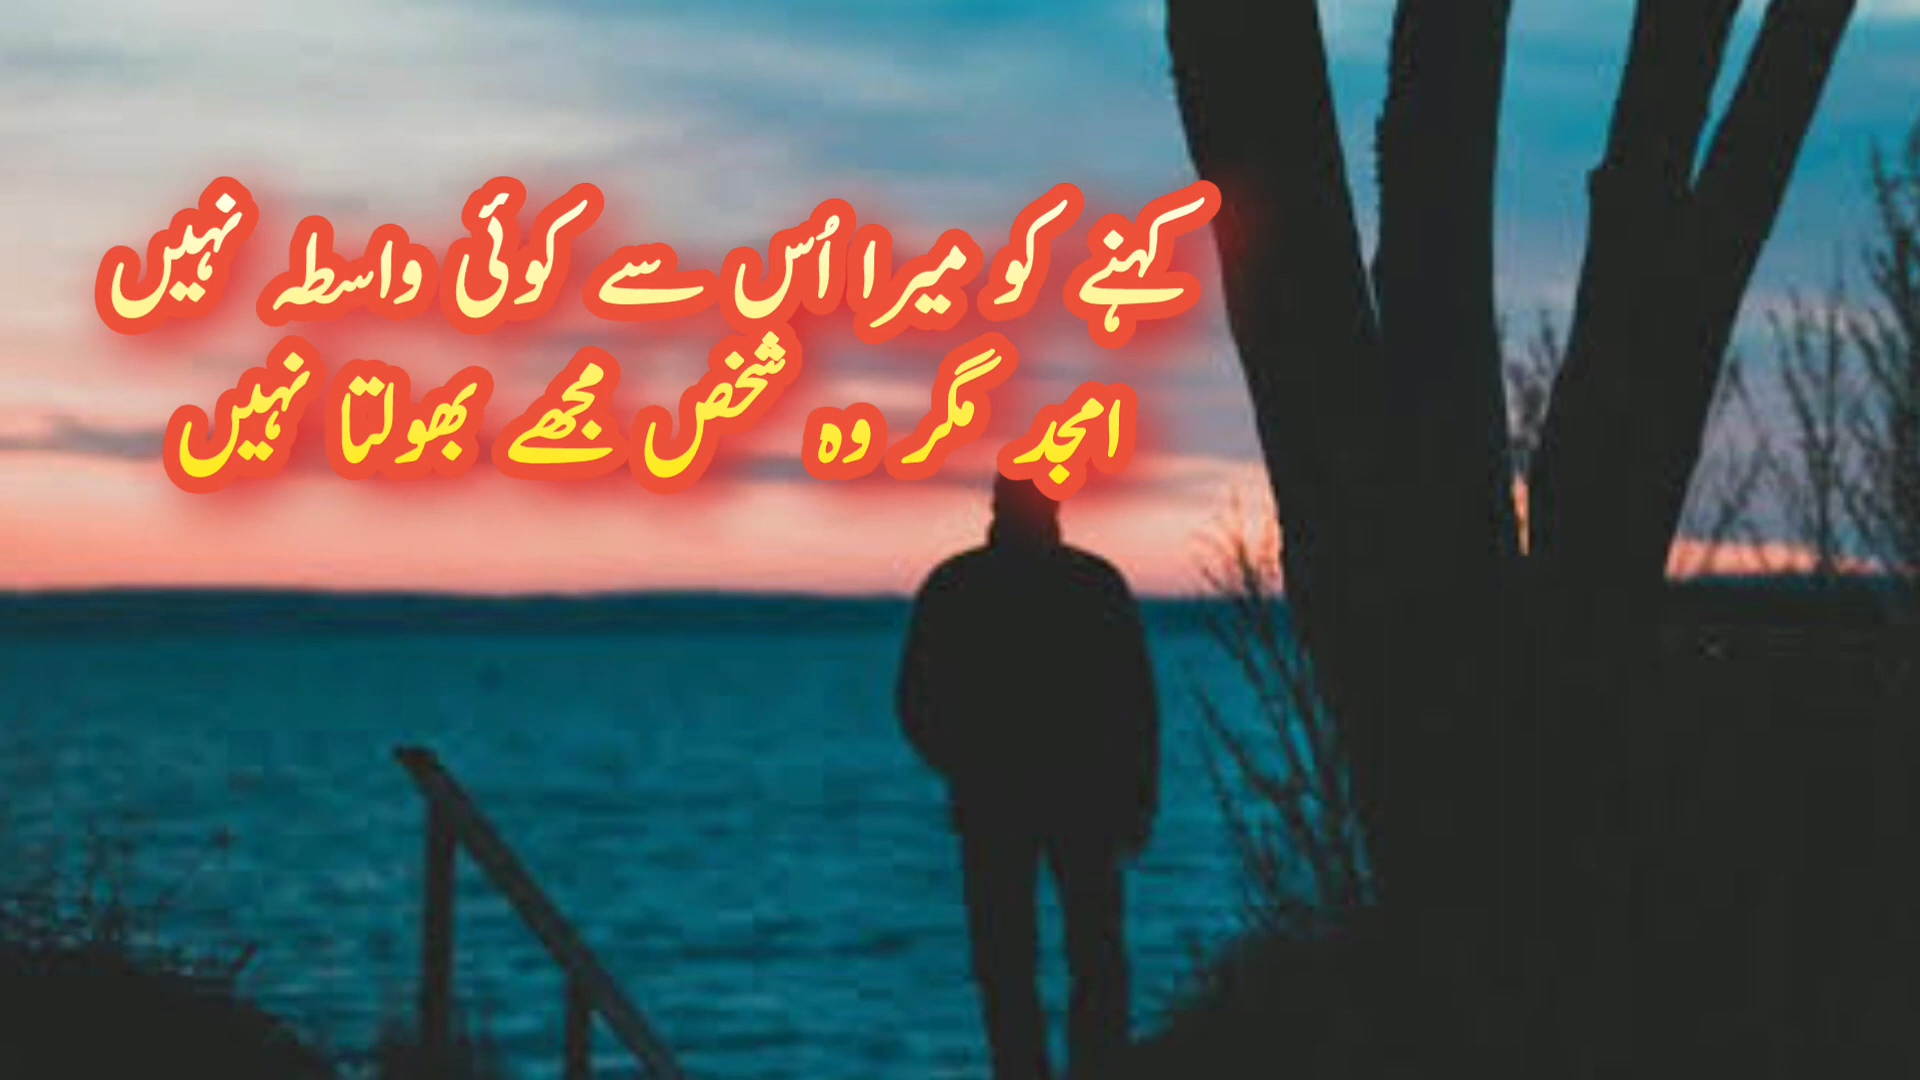 کہنے کو میرا اُس سے کوئی واسطہ نہیں
امجد مگر وہ شخص مجھے بھولتا نہیں